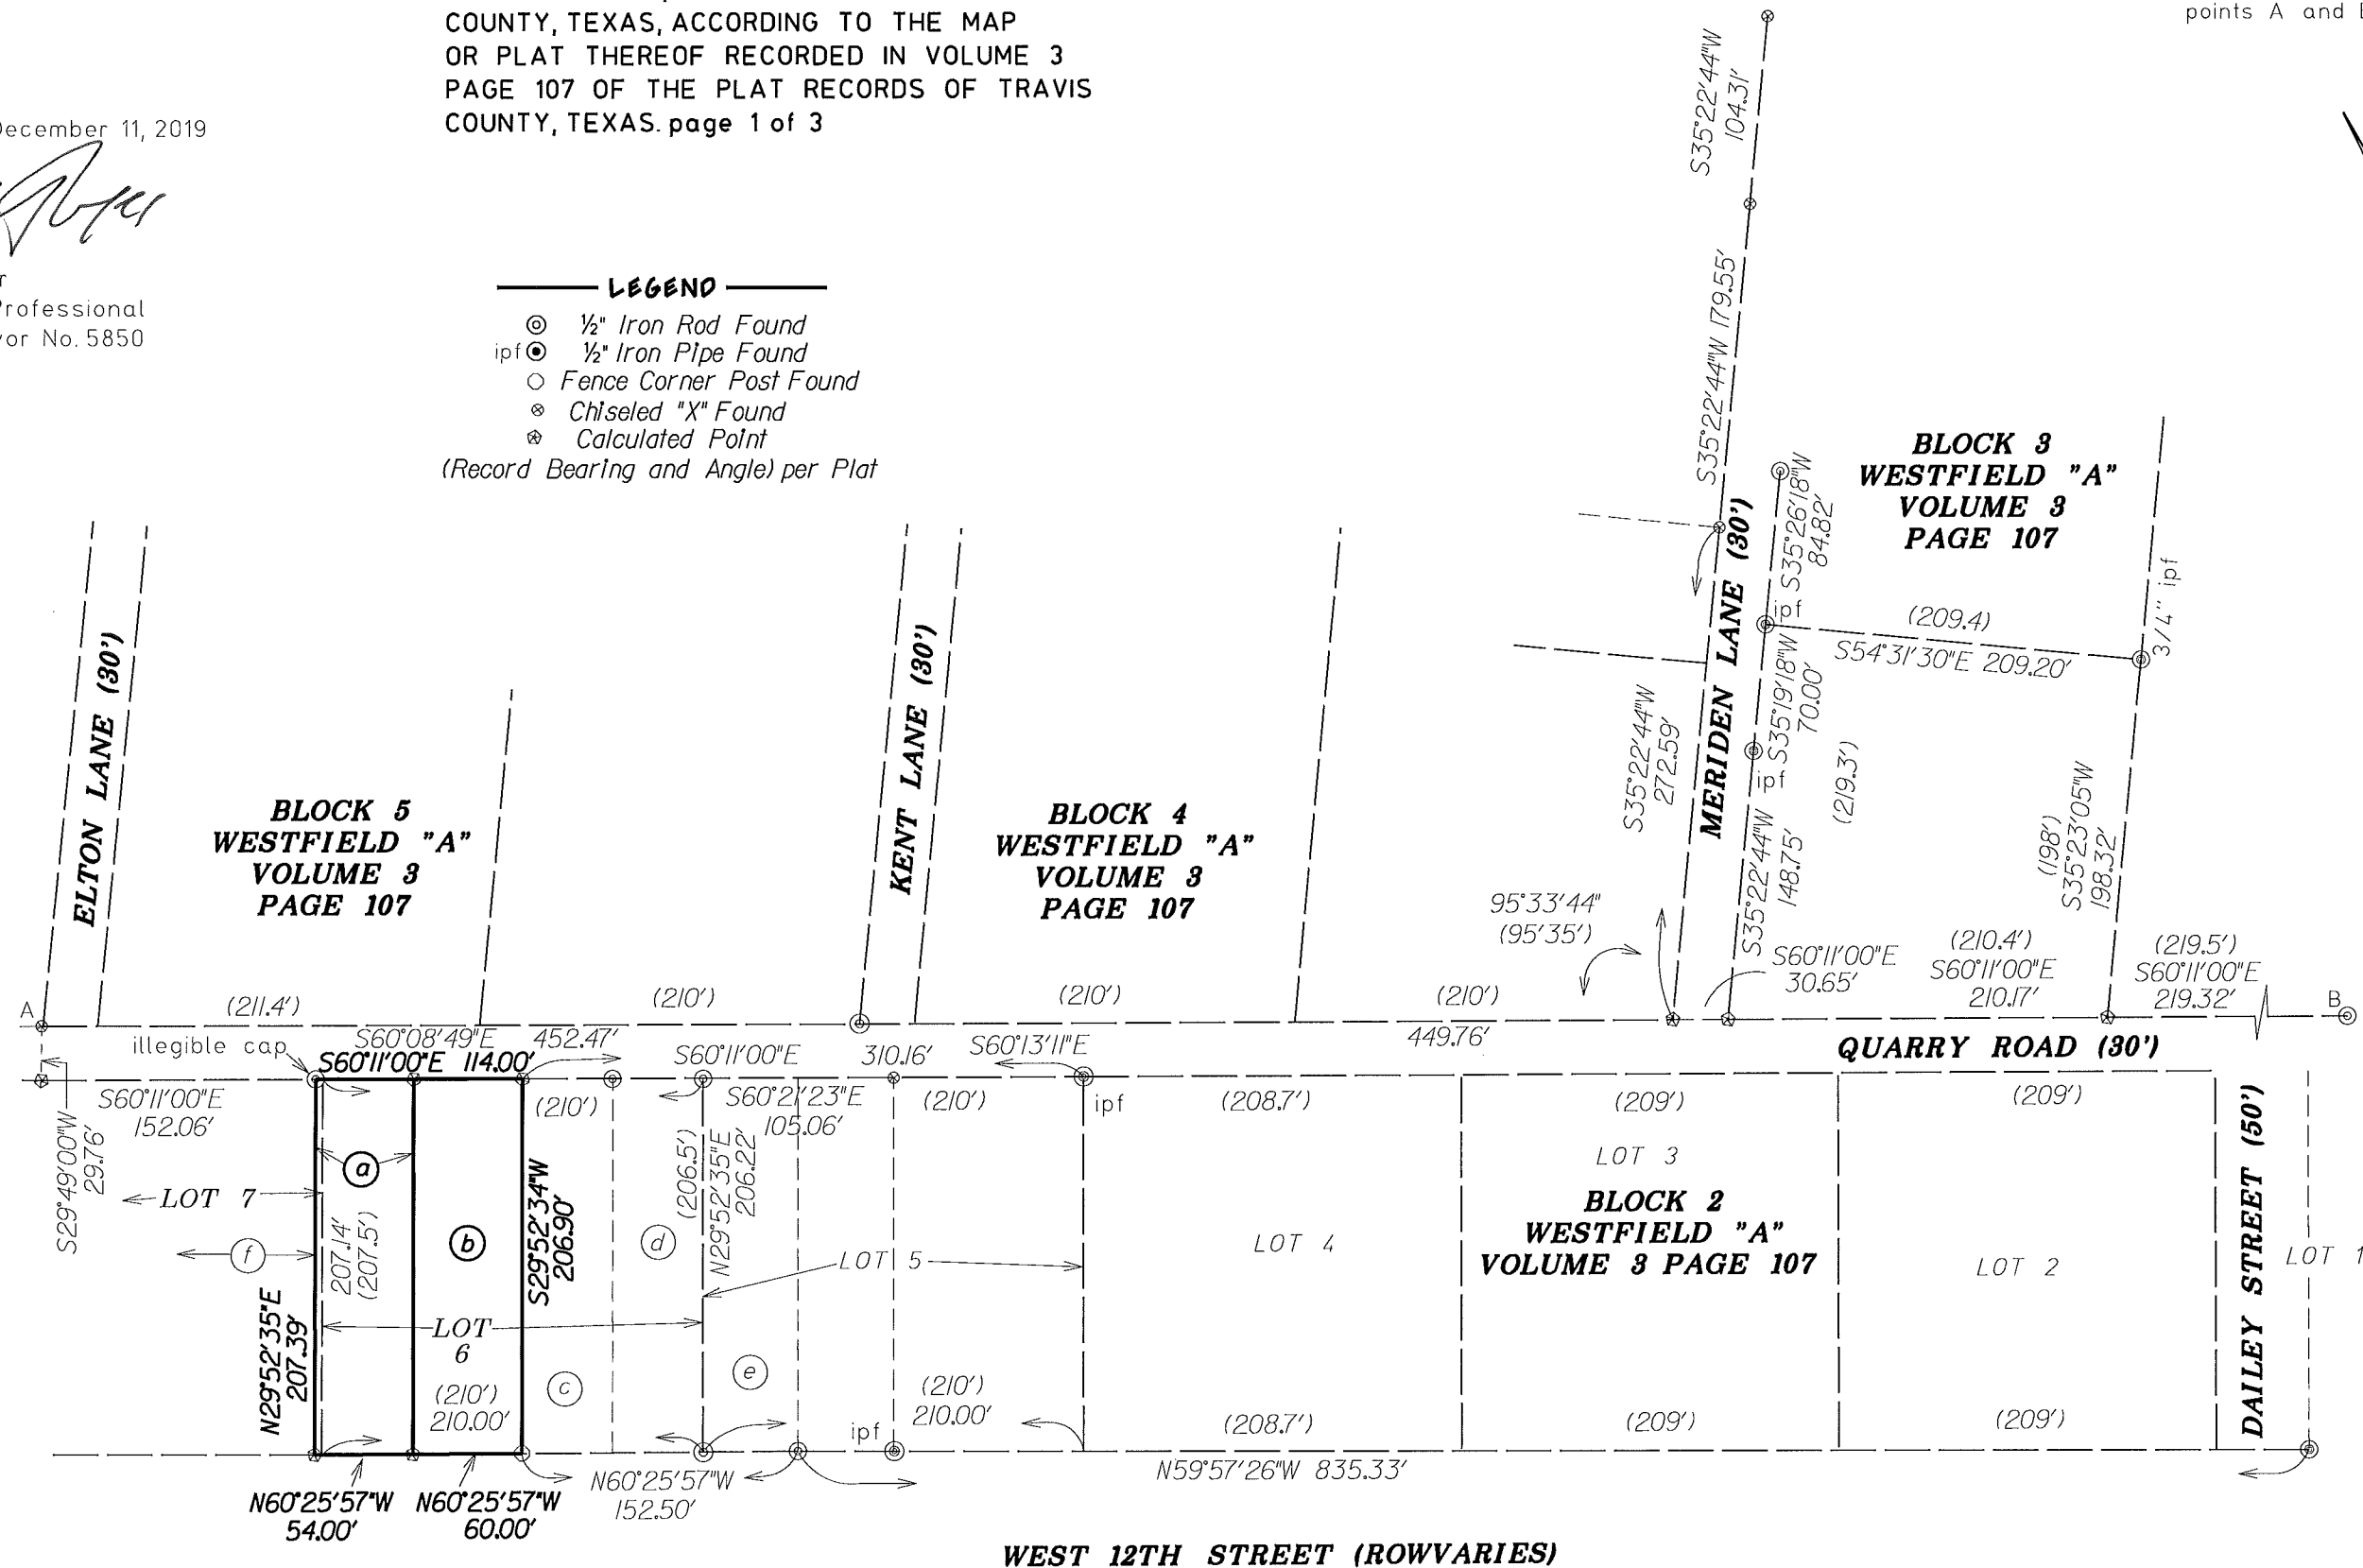 COUNTY, TEXAS, ACCORDING TO THE MAP
OR PLAT THEREOF RECORDED IN VOLUME 3
PAGE 107 OF THE PLAT RECORDS OF TRAVIS
COUNTY, TEXAS. page 1 of 3
points A and
December 11, 2019
Professional
No. 5850
LEGEND
½" Iron Rod Found
ipf ½" Iron Pipe Found
Fence Corner Post Found
Chiseled "X" Found
Calculated Point
(Record Bearing and Angle) per Plat
S35°22'44"W
104.31'
S35°22'44"W 179.55'
BLOCK 3
WESTFIELD "A"
VOLUME 3
PAGE 107
S35°26'18"W
84.82'
ipf
(209.4)
S54°31'30"E 209.20'
3/4" ipf
S35°19'18"W
70.00'
ipf
(219.3')
MERIDEN LANE (30')
S35°22'44"W
272.59'
S35°22'44"W
148.75'
(198')
S35°23'05"W
198.32'
ELTON LANE (30')
BLOCK 5
WESTFIELD "A"
VOLUME 3
PAGE 107
KENT LANE (30')
BLOCK 4
WESTFIELD "A"
VOLUME 3
PAGE 107
95°33'44"
(95'35')
S60°11'00"E
30.65'
(210.4')
S60°11'00"E
210.17'
(219.5')
S60°11'00"E
219.32'
A
(211.4')
(210')
(210')
(210')
B
illegible cap
S60°08'49"E 452.47'
S60°11'00"E 310.16'
S60°13'11"E 449.76'
QUARRY ROAD (30')
S60°11'00"E 114.00'
S60°11'00"E
152.06'
S29°49'00"W
29.76'
(210')
S60°21'23"E
105.06'
(210')
ipf
(208.7')
(209')
(209')
LOT 7
a
b
f
207.14'
(207.5')
N29°52'35"E
207.39'
S29°52'34"W
206.90'
d
(206.5')
N29°52'35"E
206.22'
LOT 5
LOT 4
LOT 3
BLOCK 2
WESTFIELD "A"
VOLUME 3 PAGE 107
LOT 2
DAILEY STREET (50')
LOT 1
LOT
6
(210')
210.00'
c
e
(210')
210.00'
ipf
(208.7')
(209')
(209')
N60°25'57"W
54.00'
N60°25'57"W
60.00'
N60°25'57"W
152.50'
N59°57'26"W 835.33'
WEST 12TH STREET (ROWVARIES)